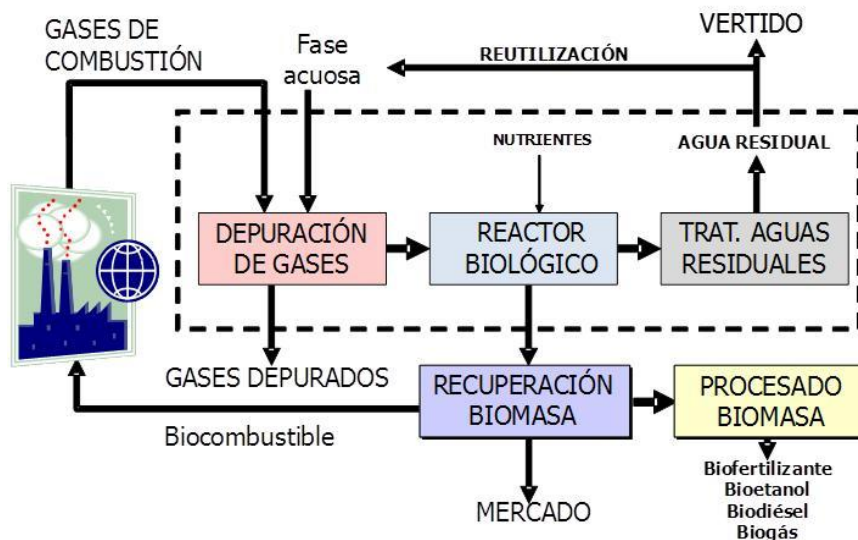 GASES DE
COMBUSTIÓN
Fase
acuosa
REUTILIZACIÓN
VERTIDO
NUTRIENTES
AGUA RESIDUAL
DEPURACIÓN
DE GASES
REACTOR
BIOLÓGICO
TRAT. AGUAS
RESIDUALES
GASES DEPURADOS
RECUPERACIÓN
BIOMASA
PROCESADO
BIOMASA
Biocombustible
MERCADO
Biofertilizante
Bioetanol
Biodiésel
Biogás